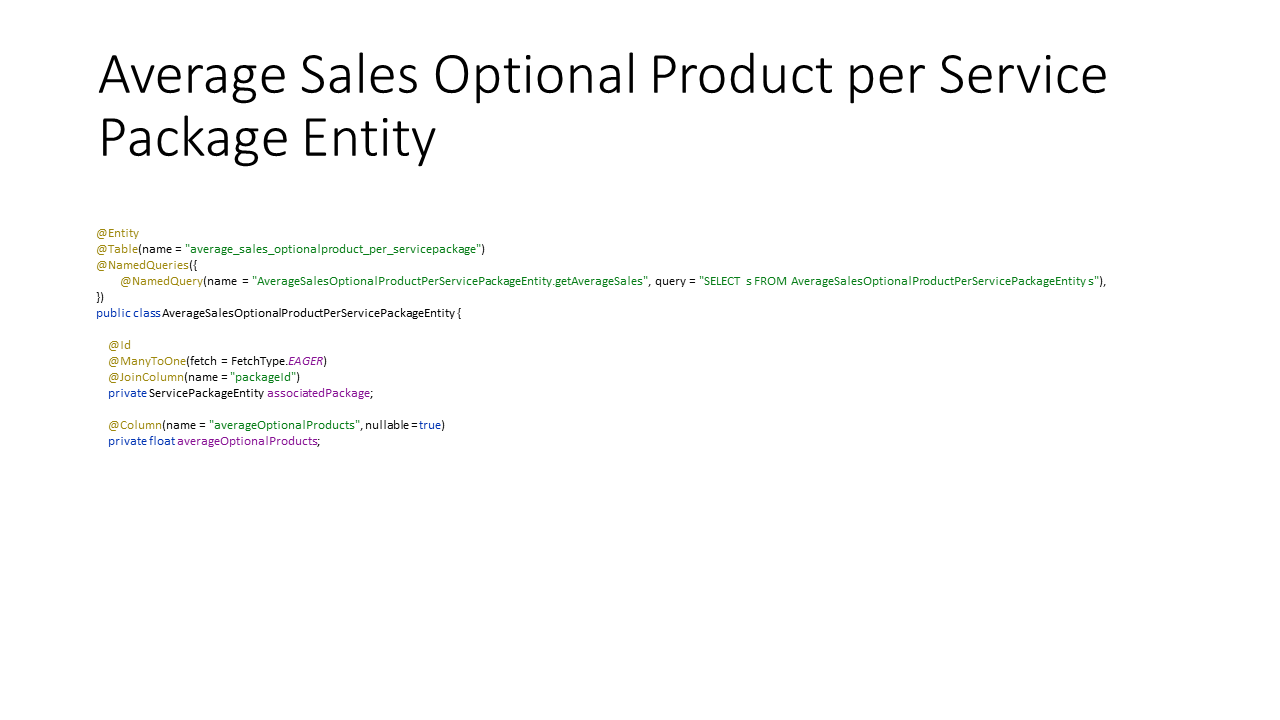 Average Sales Optional Product per Service
Package Entity
@Entity
@Table(name = "average_sales_optionalproduct_per_servicepackage")
@NamedQueries({
@NamedQuery(name = "AverageSalesOptionalProductPerServicePackageEntity.getAverageSales", query = "SELECT s FROM AverageSalesOptionalProductPerServicePackageEntity s"),
})
public class AverageSalesOptionalProductPerServicePackageEntity {
@Id
@ManyToOne(fetch = FetchType.EAGER)
@JoinColumn(name = "packageId")
private ServicePackageEntity associatedPackage;
@Column(name = "averageOptionalProducts", nullable =true)
private float averageOptionalProducts;